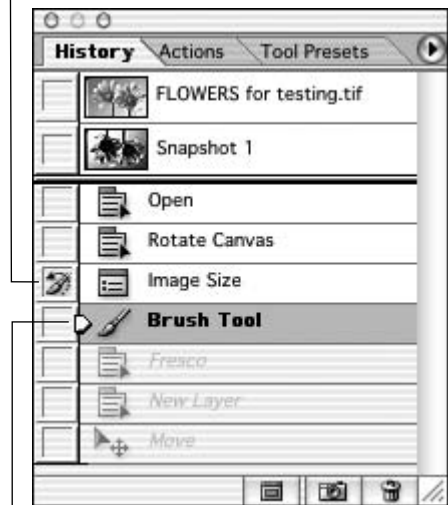 History Actions Tool Presets
FLOWERS for testing.tif
Snapshot 1
Open
Rotate Canvas
Image Size
Brush Tool
Fresco
New Layer
Move